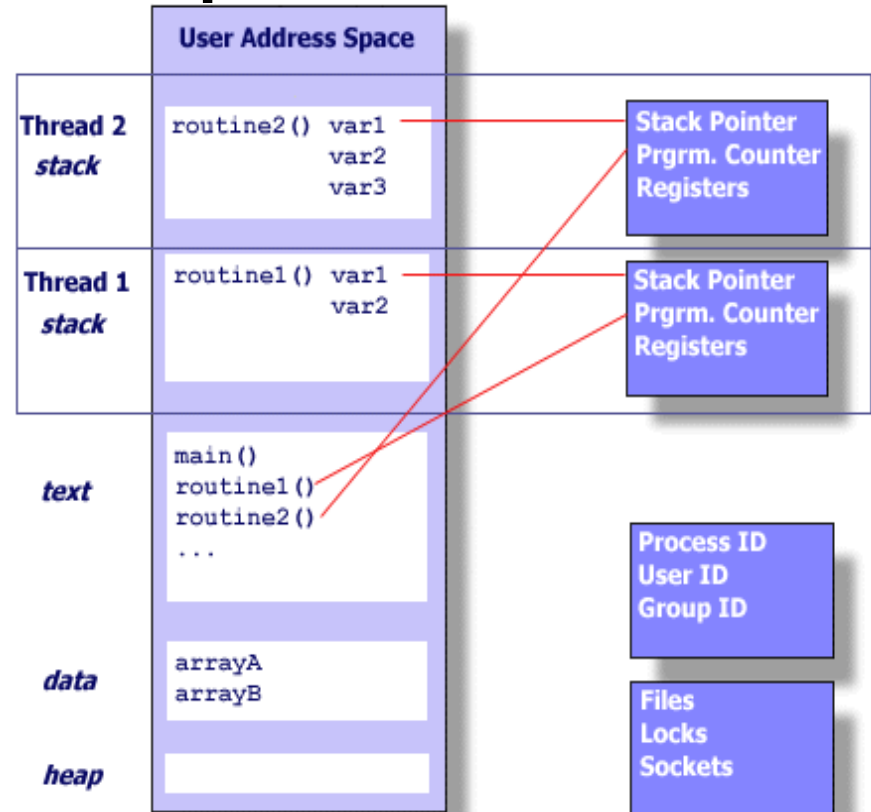 User Address Space
Thread 2
stack
routine2() var1
var2
var3
Stack Pointer
Prgrm. Counter
Registers
Thread 1
stack
routine1() var1
var2
Stack Pointer
Prgrm. Counter
Registers
text
main()
routine1()
routine2()
...
Process ID
User ID
Group ID
data
arrayA
arrayB
Files
Locks
Sockets
heap